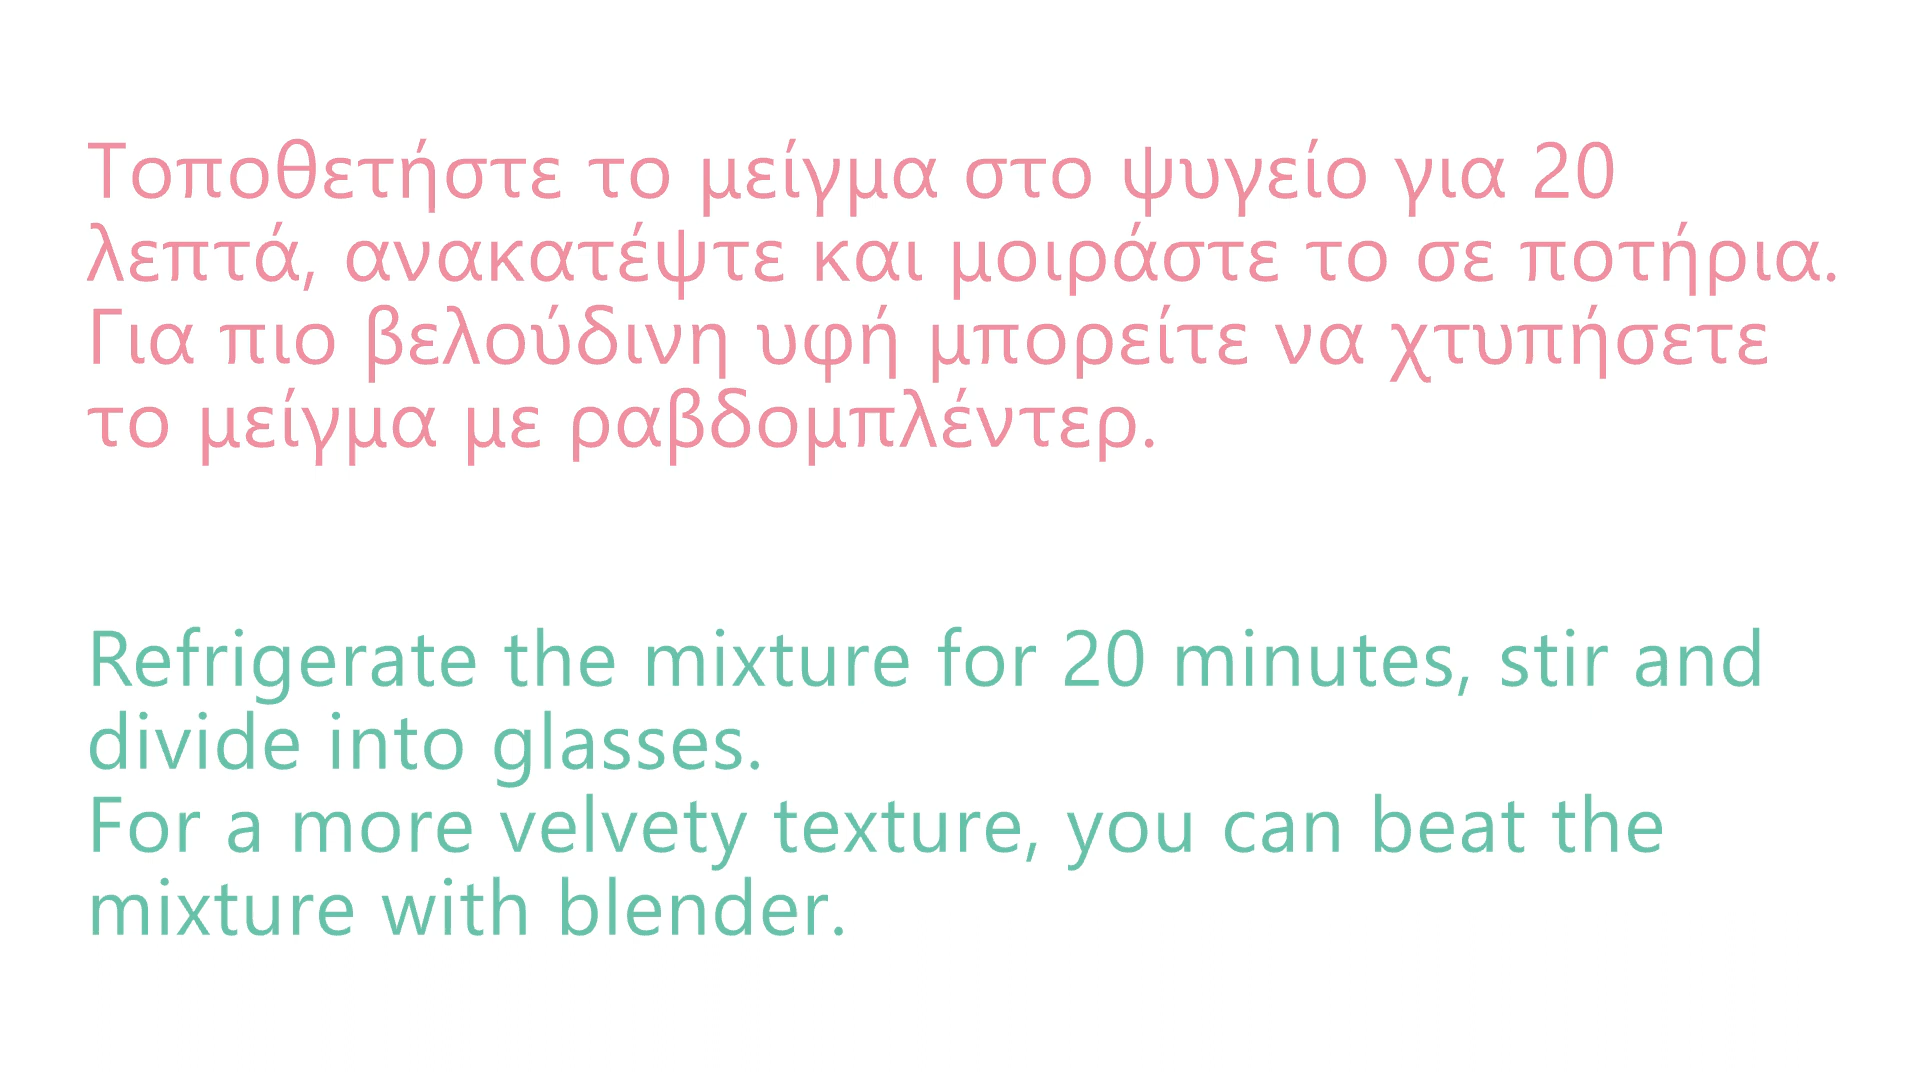 Τοποθετήστε το μείγμα στο ψυγείο για 20
λεπτά, ανακατέψτε και μοιράστε το σε ποτήρια.
Για πιο βελούδινη υφή μπορείτε να χτυπήσετε
το μείγμα με ραβδομπλέντερ.
Refrigerate the mixture for 20 minutes, stir and
divide into glasses.
For a more velvety texture, you can beat the
mixture with blender.